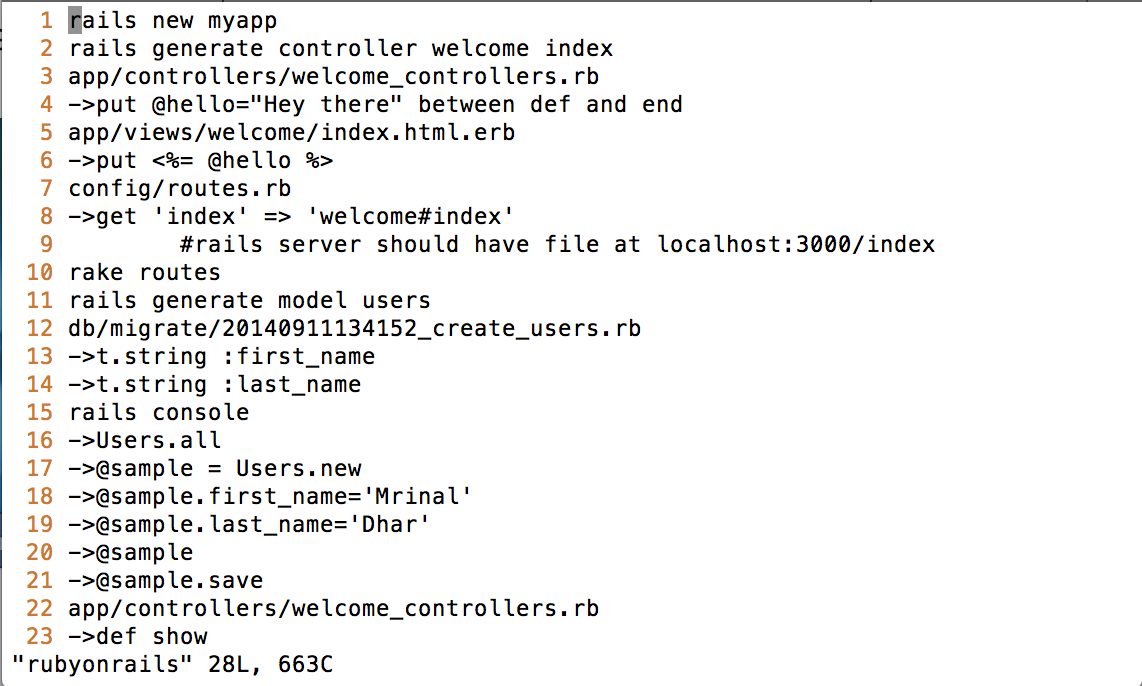 1 rails new myapp
2 rails generate controller welcome index
3 app/controllers/welcome_controllers.rb
4 ->put @hello="Hey there" between def and end
5 app/views/welcome/index.html.erb
6 ->put <%= @hello %>
7 config/routes.rb
8 ->get 'index' => 'welcome#index'
9         #rails server should have file at localhost:3000/index
10 rake routes
11 rails generate model users
12 db/migrate/20140911134152_create_users.rb
13 ->t.string :first_name
14 ->t.string :last_name
15 rails console
16 ->Users.all
17 ->@sample = Users.new
18 ->@sample.first_name='Mrinal'
19 ->@sample.last_name='Dhar'
20 ->@sample
21 ->@sample.save
22 app/controllers/welcome_controllers.rb
23 ->def show
"rubyonrails" 28L, 663C